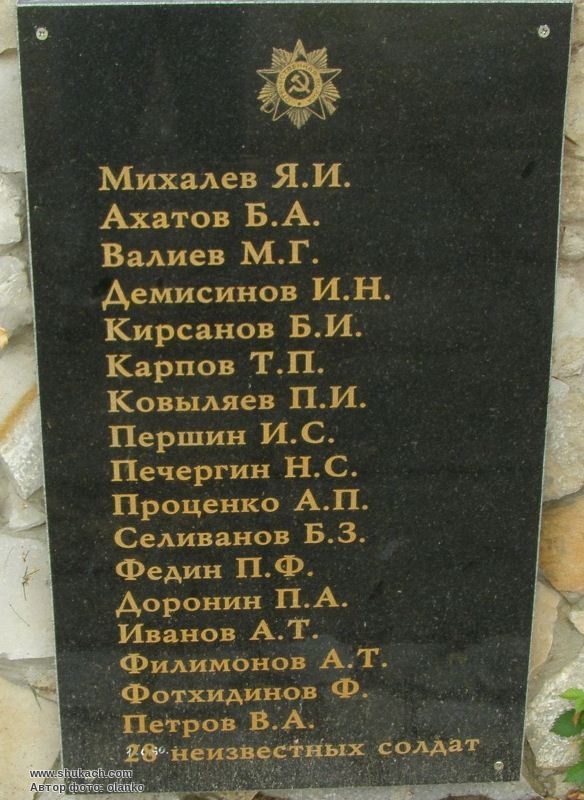 Михалев Я.И.
Ахатов Б.А.
Валиев М.Г.
Демисинов И.Н.
Кирсанов Б.И.
Карпов Т.П.
Ковыляев П.И.
Першин И.С.
Печергин Н.С.
Проценко А.П.
Селиванов Б.З.
Федин П.Ф.
Доронин П.А.
Иванов А.Т.
Филимонов А.Т.
Фотхидинов Ф.
Петров В.А.
26 неизвестных солдат
www.shukach.com
Автор фото: olanko